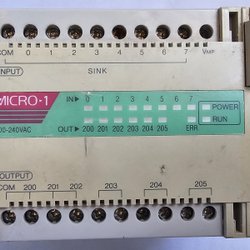 COM 0 1 2 3 4 5 6 7 VMP
INPUT SINK
MICRO-1 IN 0 1 2 3 4 5 6 7 POWER
RUN
00-240VAC OUT 200 201 202 203 204 205 ERR
OUTPUT
COM 200 201 202 203 204 205